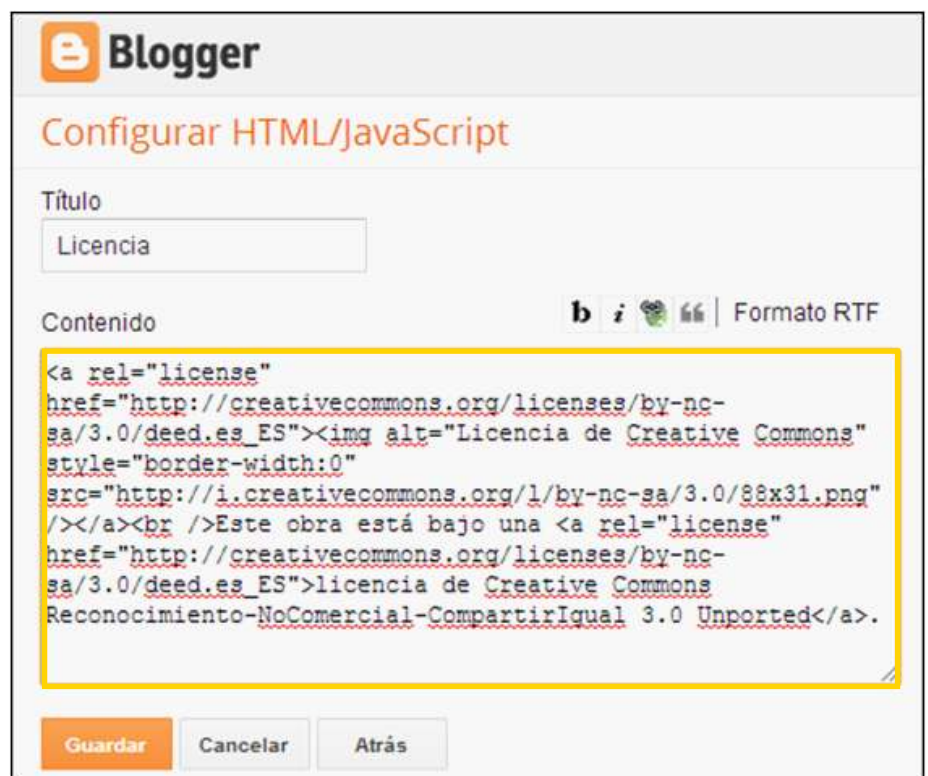 Blogger
Configurar HTML/JavaScript
Título
Licencia
Contenido
b i Formato RTF
<a rel="license"
href="http://creativecommons.org/licenses/by-nc-
sa/3.0/deed.es_ES"><img alt="Licencia de Creative Commons"
style="border-width:0"
src="http://i.creativecommons.org/l/by-nc-sa/3.0/88x31.png"
/></a><br />Este obra está bajo una <a rel="license"
href="http://creativecommons.org/licenses/by-nc-
sa/3.0/deed.es_ES">licencia de Creative Commons
Reconocimiento-NoComercial-CompartirIgual 3.0 Unported</a>.
Guardar Cancelar Atrás